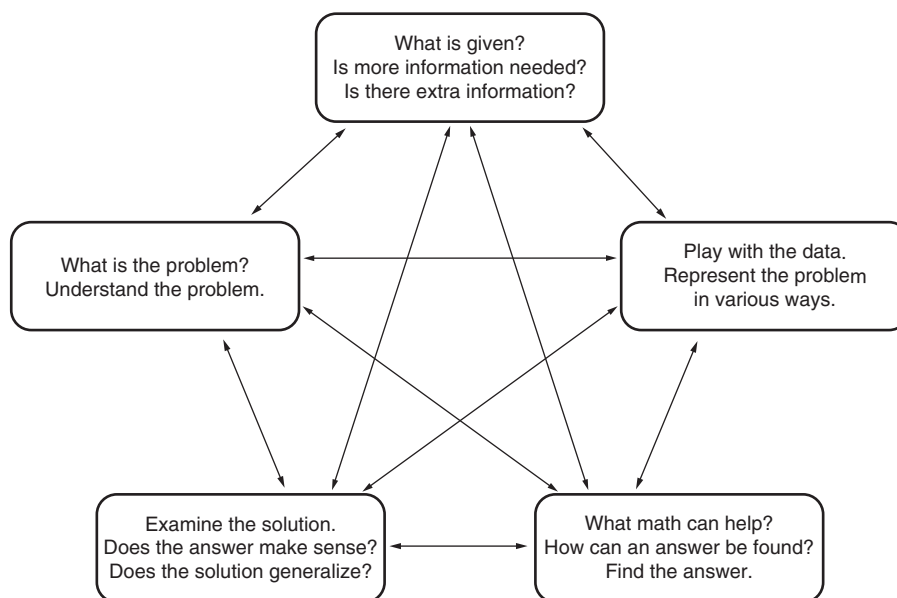 What is given?
Is more information needed?
Is there extra information?
What is the problem?
Understand the problem.
Play with the data.
Represent the problem
in various ways.
Examine the solution.
Does the answer make sense?
Does the solution generalize?
What math can help?
How can an answer be found?
Find the answer.